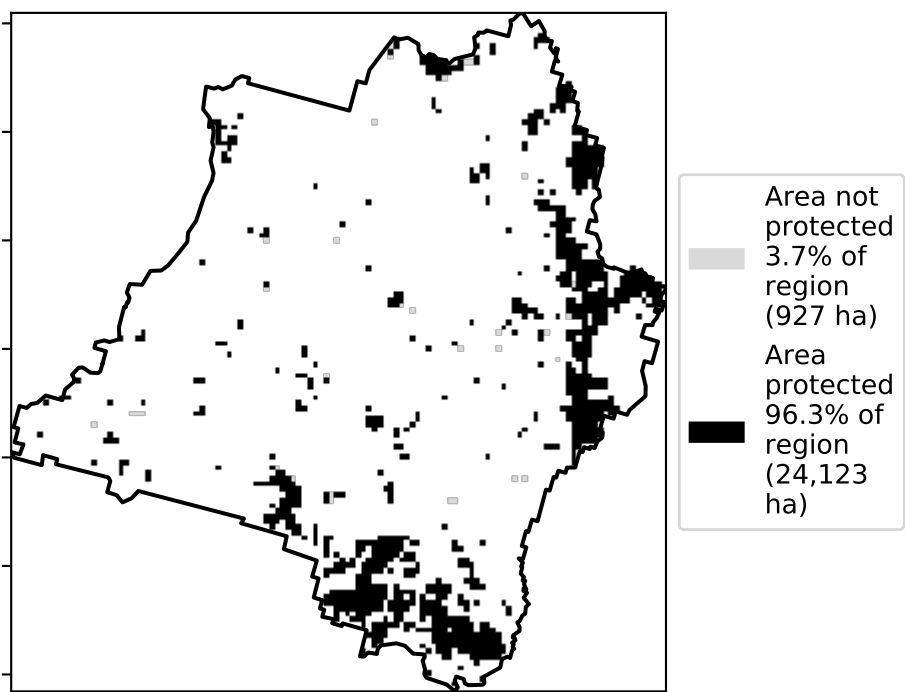 Area not
protected
3.7% of
region
(927 ha)
Area
protected
96.3% of
region
(24,123
ha)